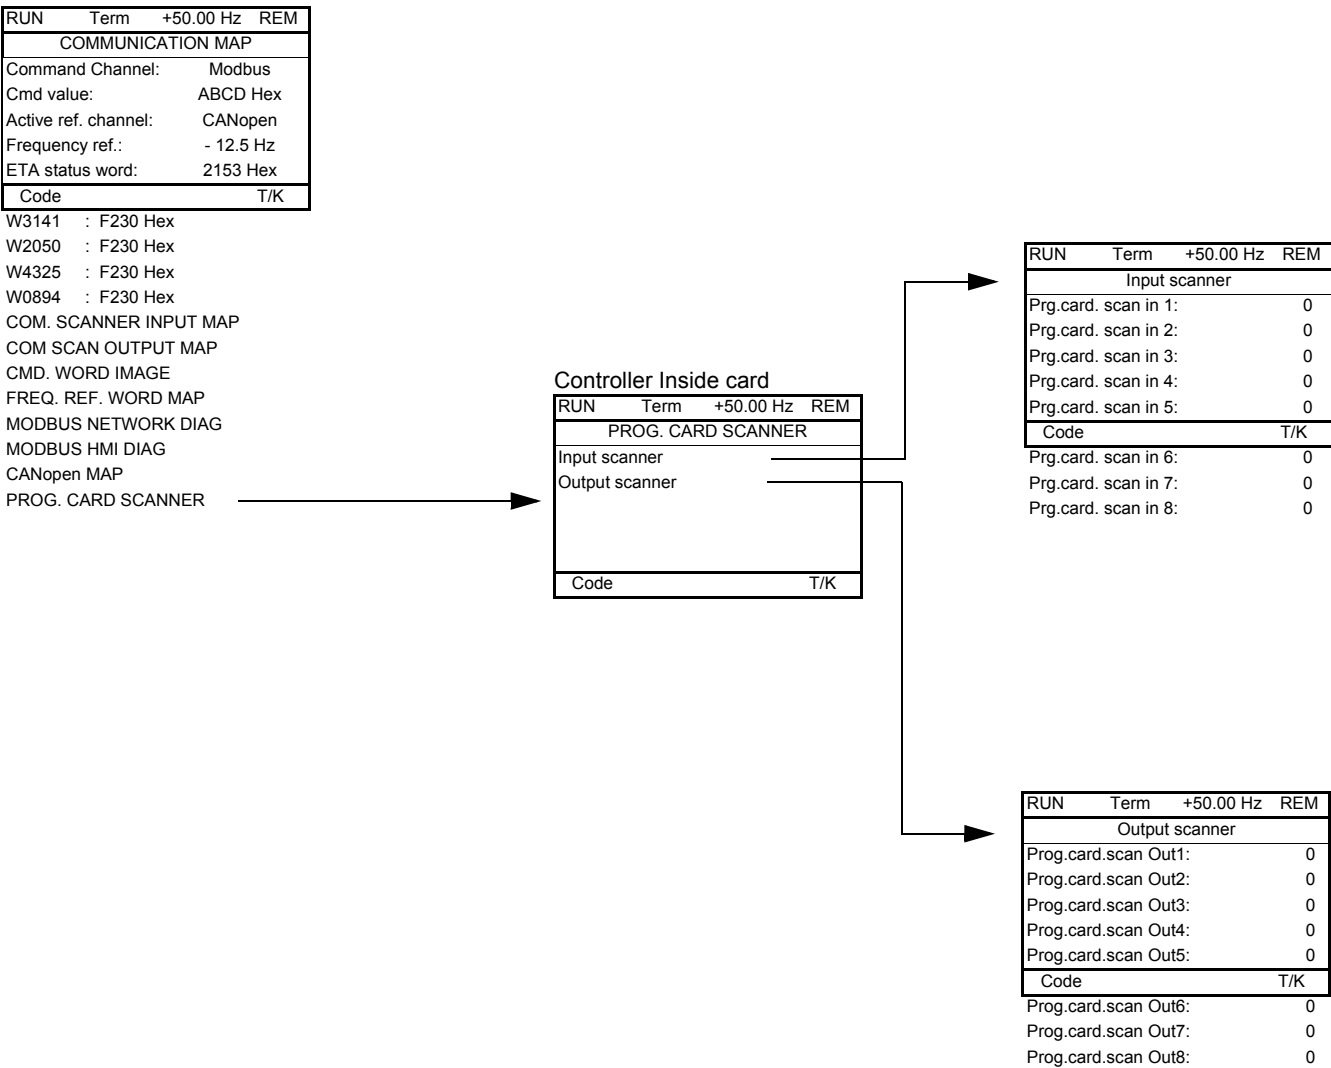 RUN Term +50.00 Hz REM
COMMUNICATION MAP
Command Channel: Modbus
Cmd value: ABCD Hex
Active ref. channel: CANopen
Frequency ref.: - 12.5 Hz
ETA status word: 2153 Hex
Code T/K
W3141 : F230 Hex
W2050 : F230 Hex
W4325 : F230 Hex
W0894 : F230 Hex
COM. SCANNER INPUT MAP
COM SCAN OUTPUT MAP
CMD. WORD IMAGE
FREQ. REF. WORD MAP
MODBUS NETWORK DIAG
MODBUS HMI DIAG
CANopen MAP
PROG. CARD SCANNER
Controller Inside card
RUN Term +50.00 Hz REM
PROG. CARD SCANNER
Input scanner
Output scanner
Code T/K
RUN Term +50.00 Hz REM
Input scanner
Prg.card. scan in 1: 0
Prg.card. scan in 2: 0
Prg.card. scan in 3: 0
Prg.card. scan in 4: 0
Prg.card. scan in 5: 0
Code T/K
Prg.card. scan in 6: 0
Prg.card. scan in 7: 0
Prg.card. scan in 8: 0
RUN Term +50.00 Hz REM
Output scanner
Prog.card.scan Out1: 0
Prog.card.scan Out2: 0
Prog.card.scan Out3: 0
Prog.card.scan Out4: 0
Prog.card.scan Out5: 0
Code T/K
Prog.card.scan Out6: 0
Prog.card.scan Out7: 0
Prog.card.scan Out8: 0